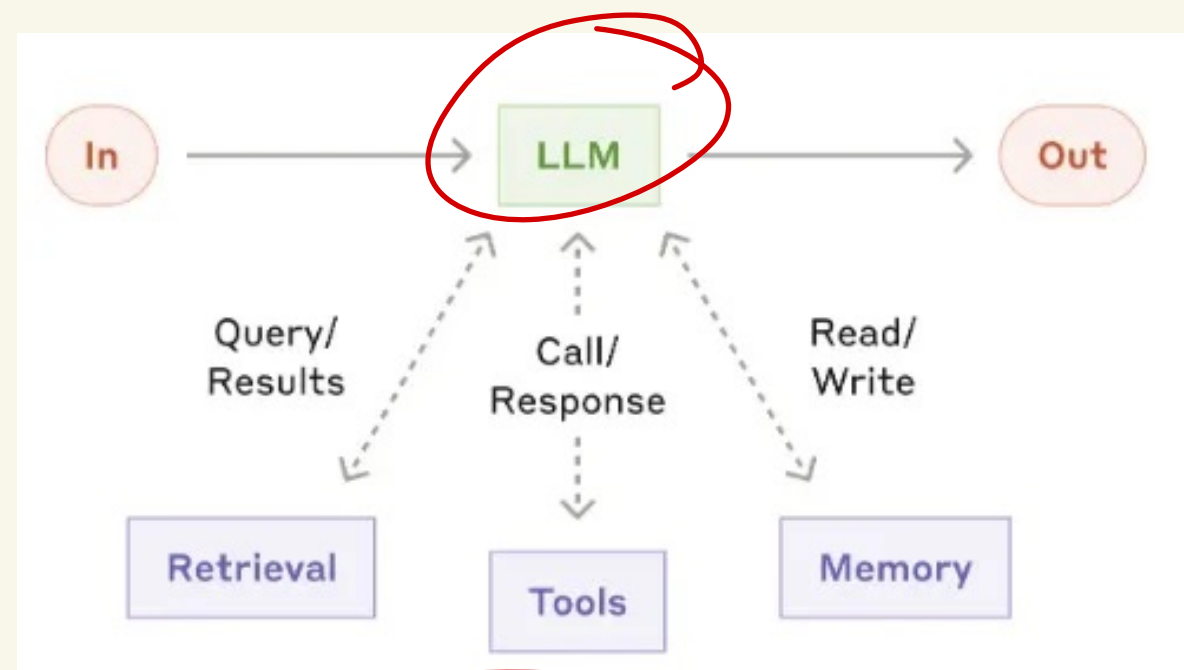 In
LLM
Out
Query/
Results
Call/
Response
Read/
Write
Retrieval
Tools
Memory